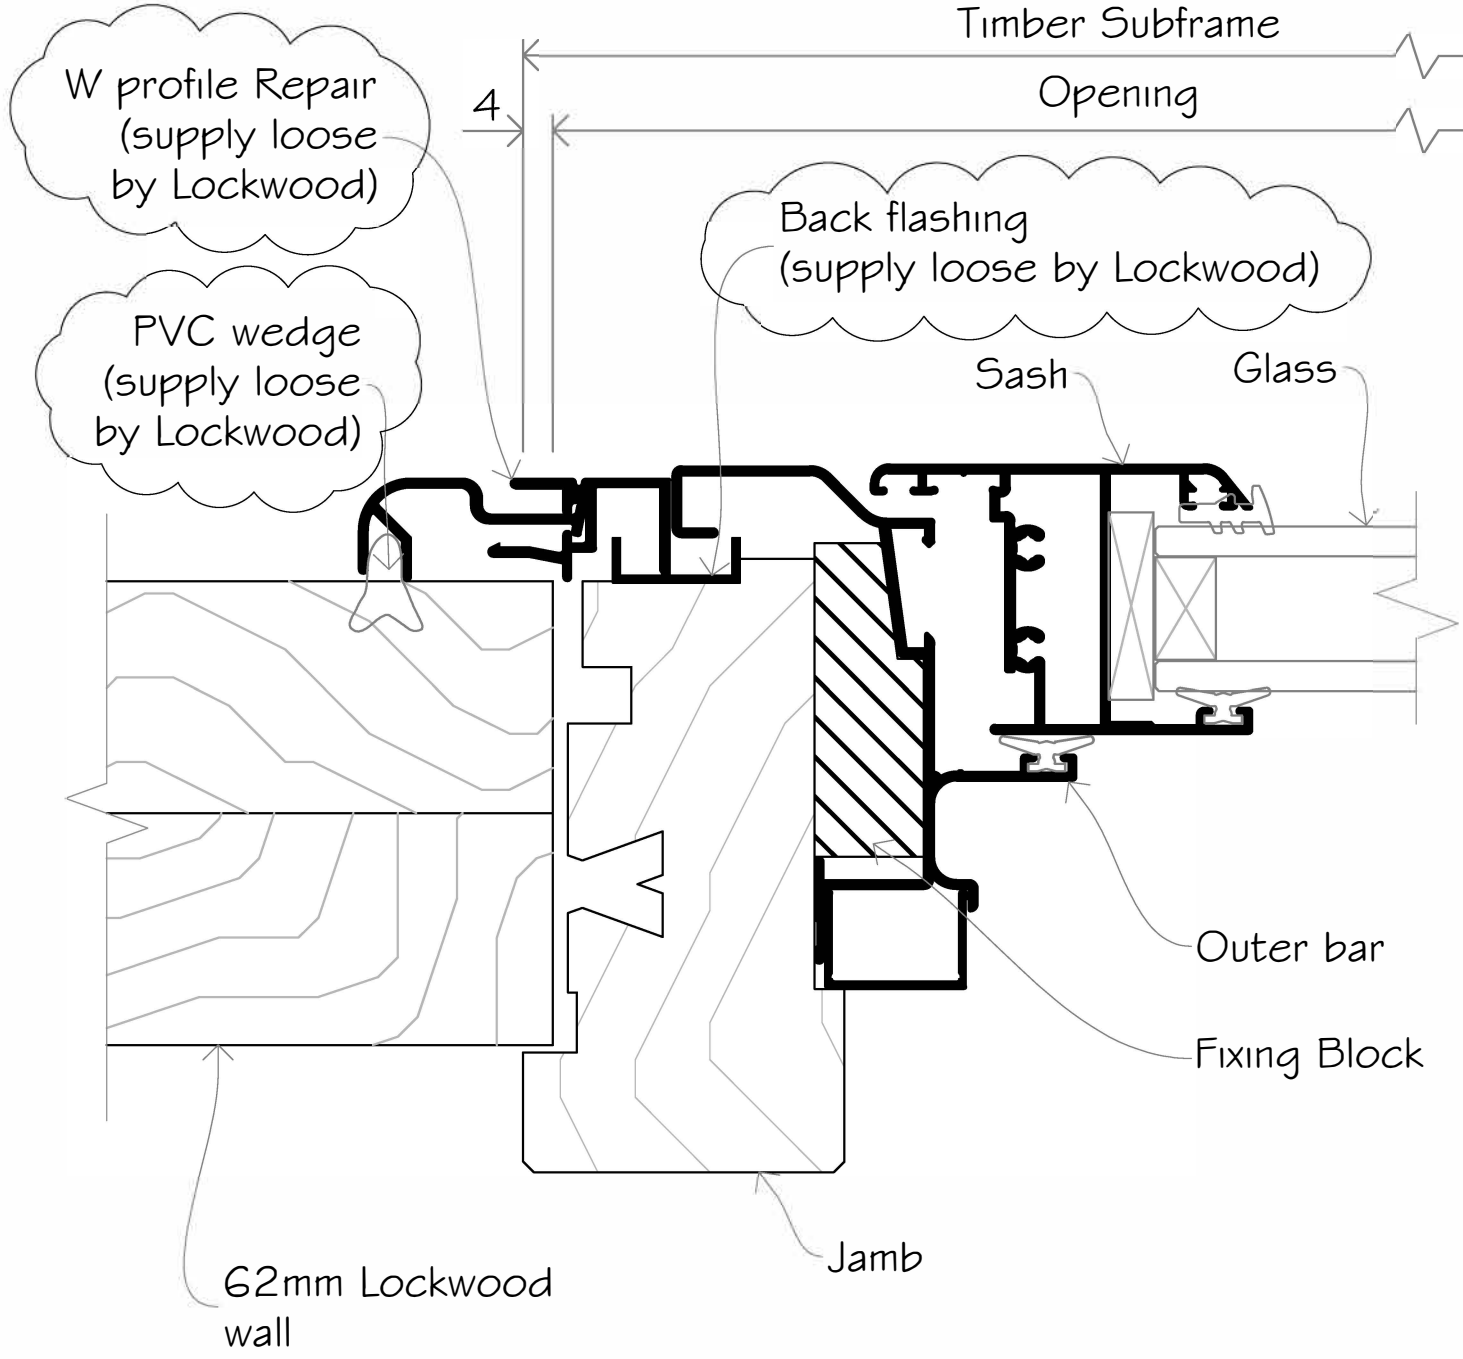 Timber Subframe
W profile Repair
(supply loose
by Lockwood)
4
Opening
Back flashing
(supply loose by Lockwood)
PVC wedge
(supply loose
by Lockwood)
Sash
Glass
Outer bar
Fixing Block
Jamb
62mm Lockwood
wall